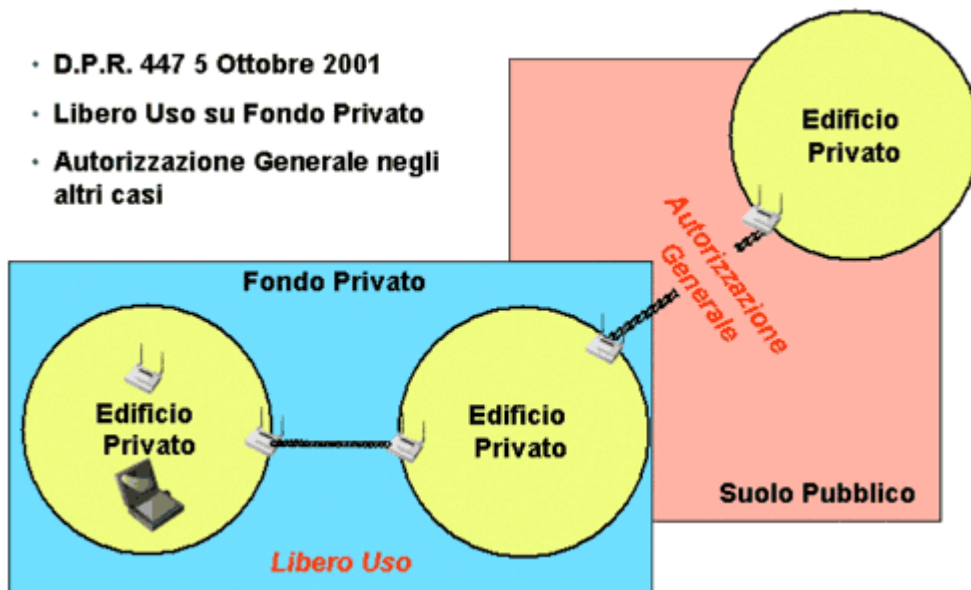 · D.P.R. 447 5 Ottobre 2001
· Libero Uso su Fondo Privato
· Autorizzazione Generale negli
altri casi
Edificio
Privato
Autorizzazione
Generale
Fondo Privato
Edificio
Privato
Edificio
Privato
Suolo Pubblico
Libero Uso